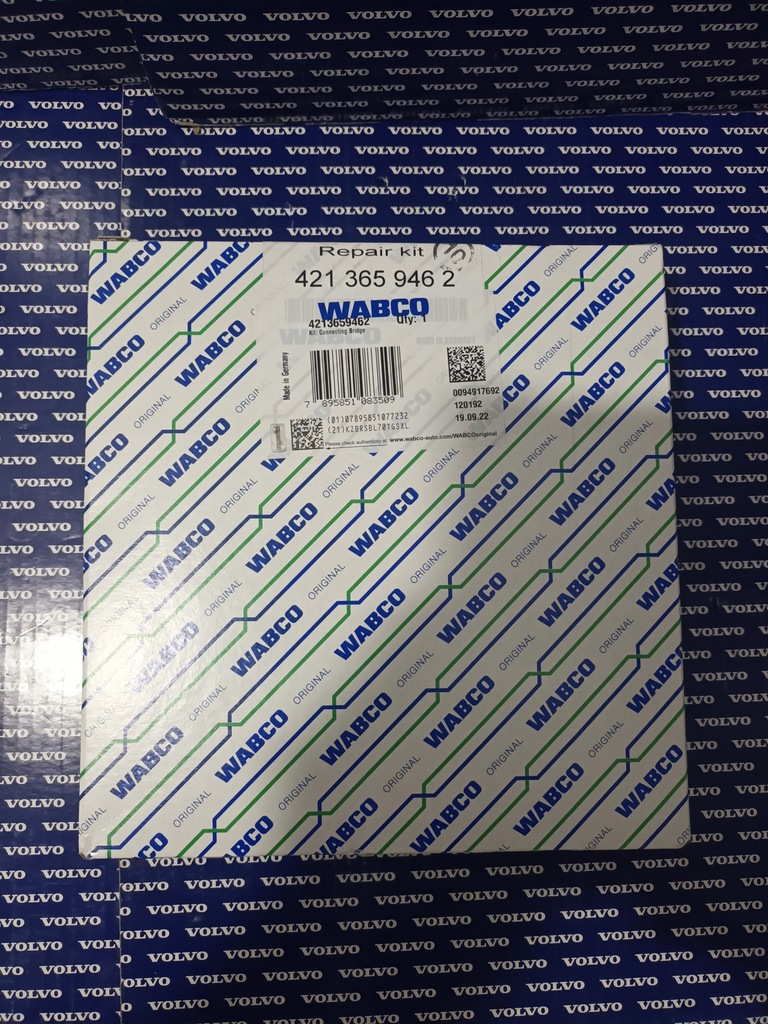 Repair kit
421 365 946 2
WABCO
4213659462 Qty: 1
Kit: Connecting Bridge
Made in Germany
7 895851 083509
0094917692
120192
19.09.22
(01)07895851077232
(21)KZBRSBL701GSXL
Please check authenticity at www.wabco-auto.com/WABCOoriginal
WABCO
ORIGINAL
VOLVO